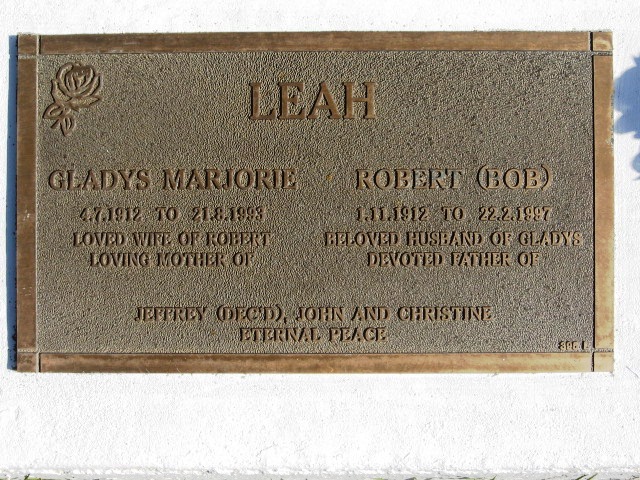 LEAH
GLADYS MARJORIE
4.7.1912 TO 21.8.1993
LOVED WIFE OF ROBERT
LOVING MOTHER OF
ROBERT (BOB)
1.11.1912 TO 22.2.1997
BELOVED HUSBAND OF GLADYS
DEVOTED FATHER OF
JEFFREY (DEC'D), JOHN AND CHRISTINE
ETERNAL PEACE